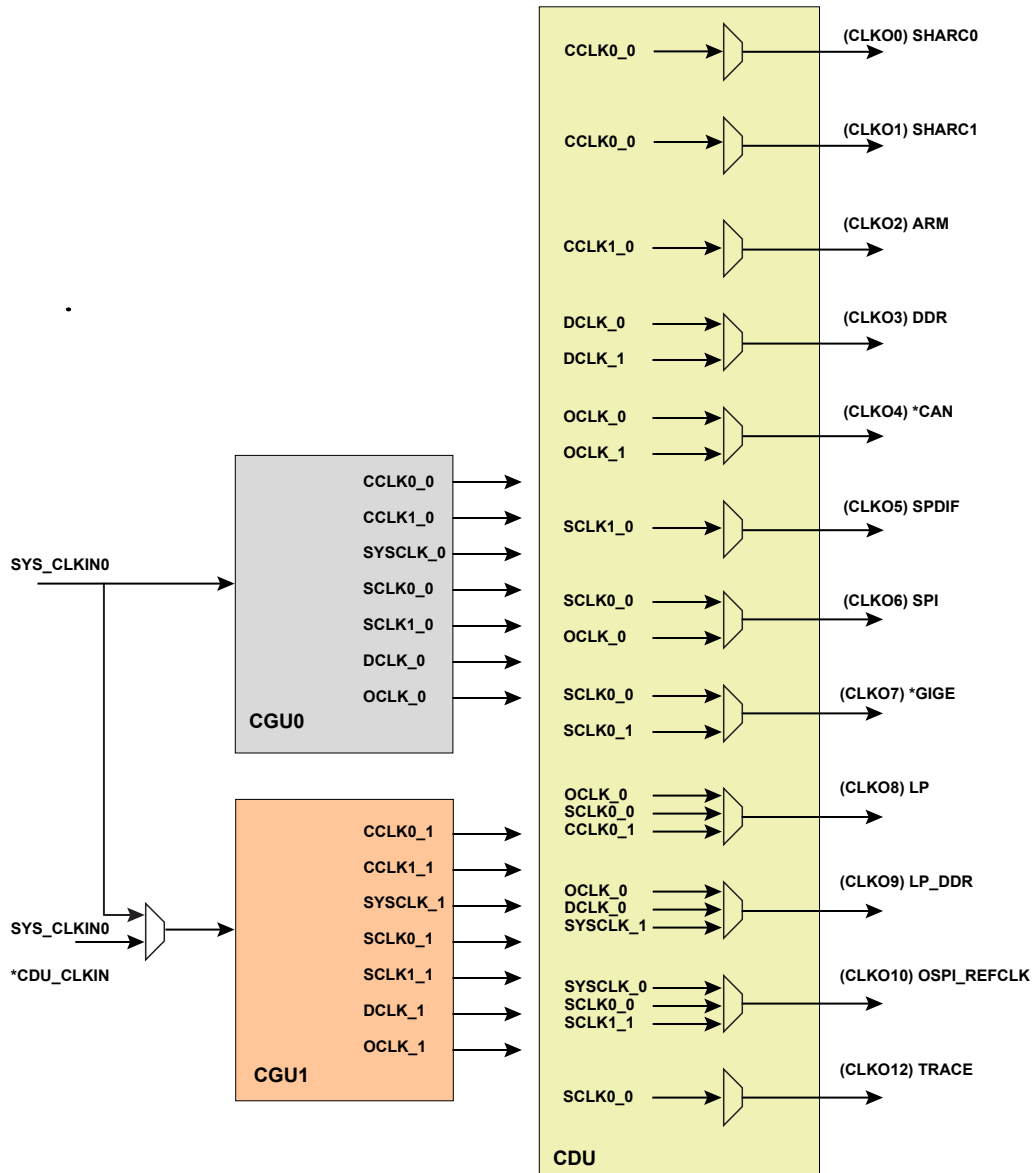 SYS_CLKIN0
SYS_CLKIN0
*CDU_CLKIN
CCLK0_0
CCLK1_0
SYSCLK_0
SCLK0_0
SCLK1_0
DCLK_0
OCLK_0
CGU0
CCLK0_1
CCLK1_1
SYSCLK_1
SCLK0_1
SCLK1_1
DCLK_1
OCLK_1
CGU1
CCLK0_0
(CLKO0) SHARC0
CCLK0_0
(CLKO1) SHARC1
CCLK1_0
(CLKO2) ARM
DCLK_0
DCLK_1
(CLKO3) DDR
OCLK_0
OCLK_1
(CLKO4) *CAN
SCLK1_0
(CLKO5) SPDIF
SCLK0_0
OCLK_0
(CLKO6) SPI
SCLK0_0
SCLK0_1
(CLKO7) *GIGE
OCLK_0
SCLK0_0
CCLK0_1
(CLKO8) LP
OCLK_0
DCLK_0
SYSCLK_1
(CLKO9) LP_DDR
SYSCLK_0
SCLK0_0
SCLK1_1
(CLKO10) OSPI_REFCLK
SCLK0_0
(CLKO12) TRACE
CDU